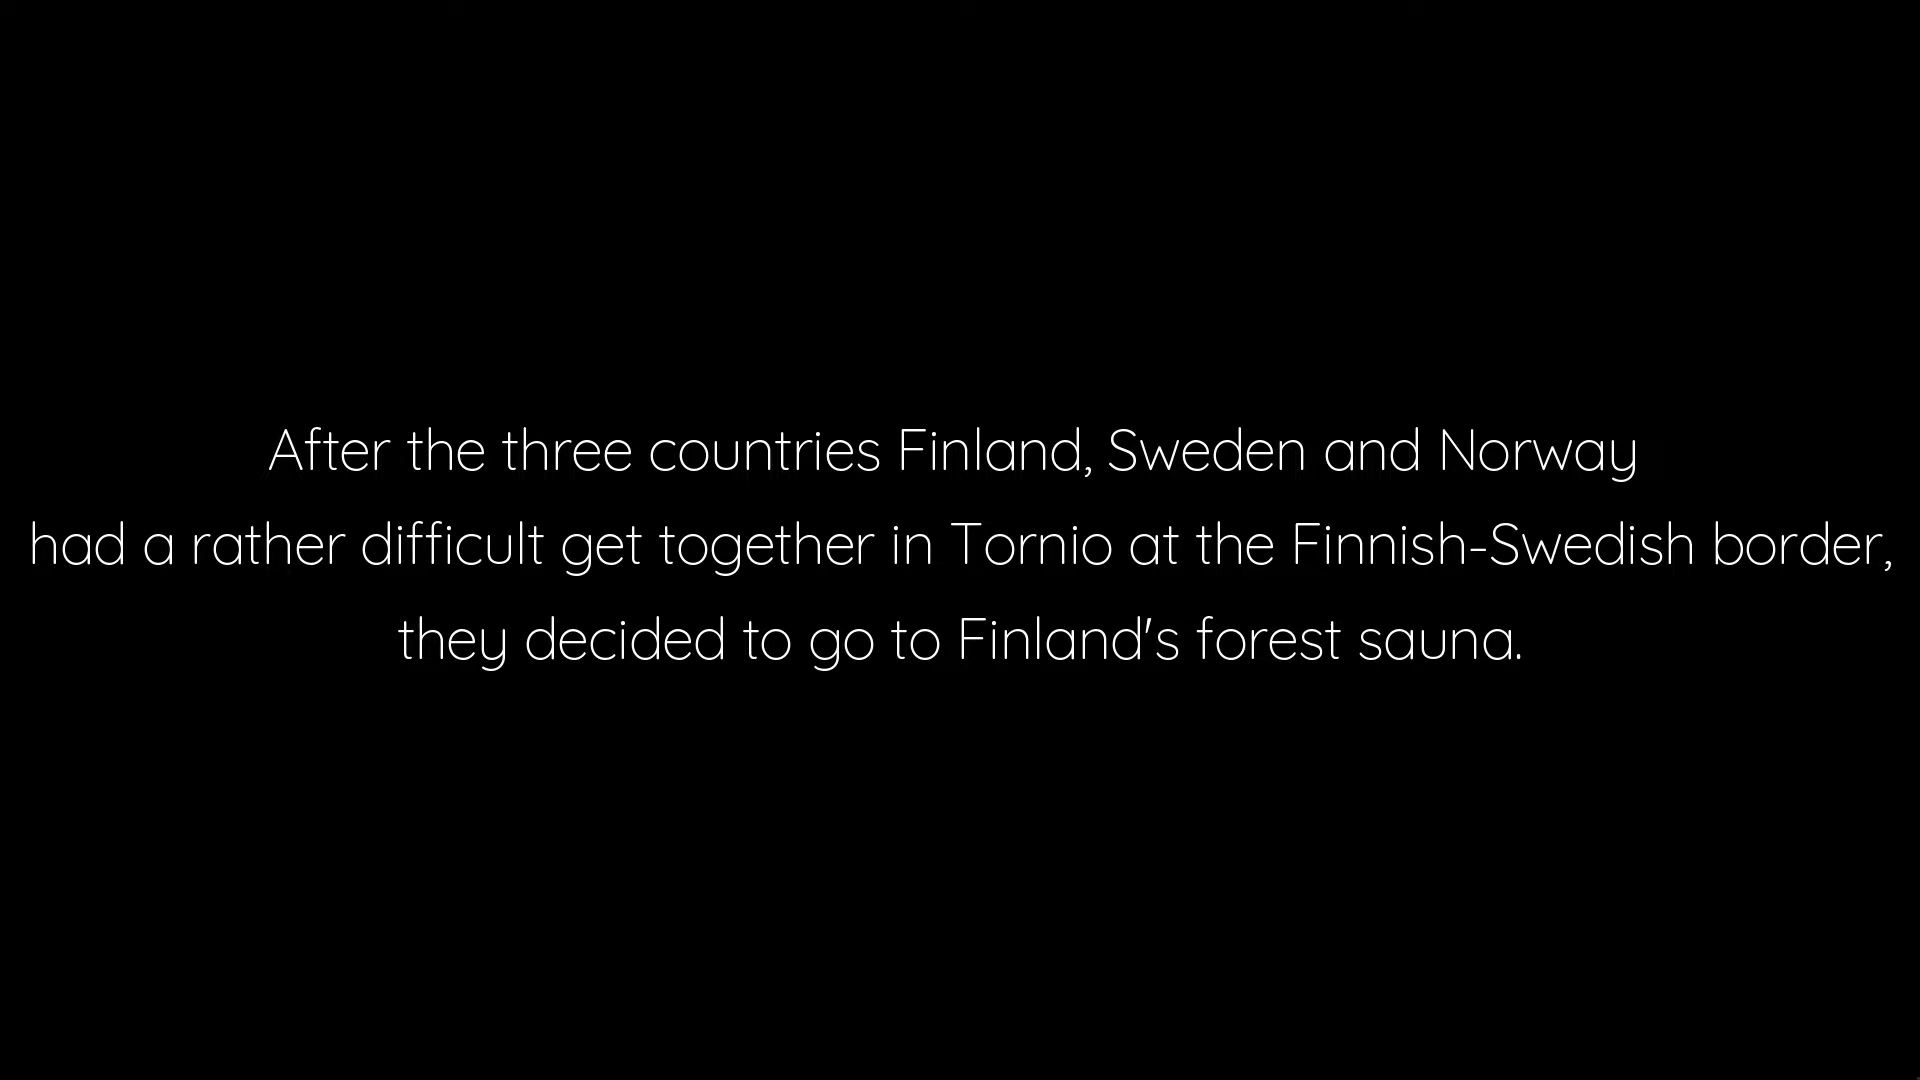 After the three countries Finland, Sweden and Norway
had a rather difficult get together in Tornio at the Finnish-Swedish border,
they decided to go to Finland's forest sauna.